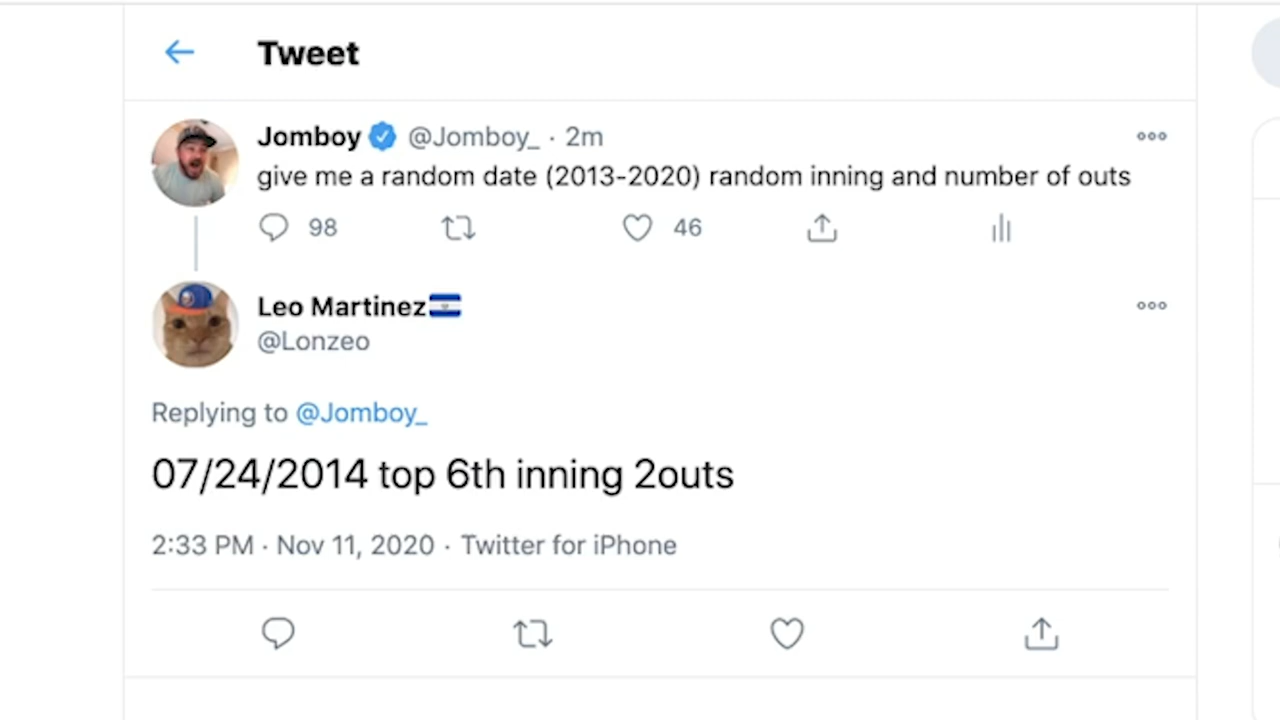 Tweet
Jomboy @Jomboy_ · 2m
give me a random date (2013-2020) random inning and number of outs
98 46
Leo Martinez🇸🇻
@Lonzeo
Replying to @Jomboy_
07/24/2014 top 6th inning 2outs
2:33 PM · Nov 11, 2020 · Twitter for iPhone